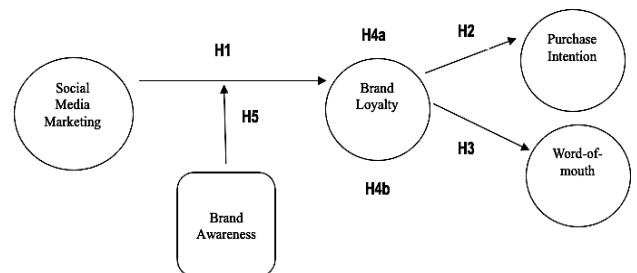 H1
H4a
H2
Purchase
Intention
Social
Media
Marketing
Brand
Loyalty
H5
H3
Word-of-
mouth
H4b
Brand
Awareness